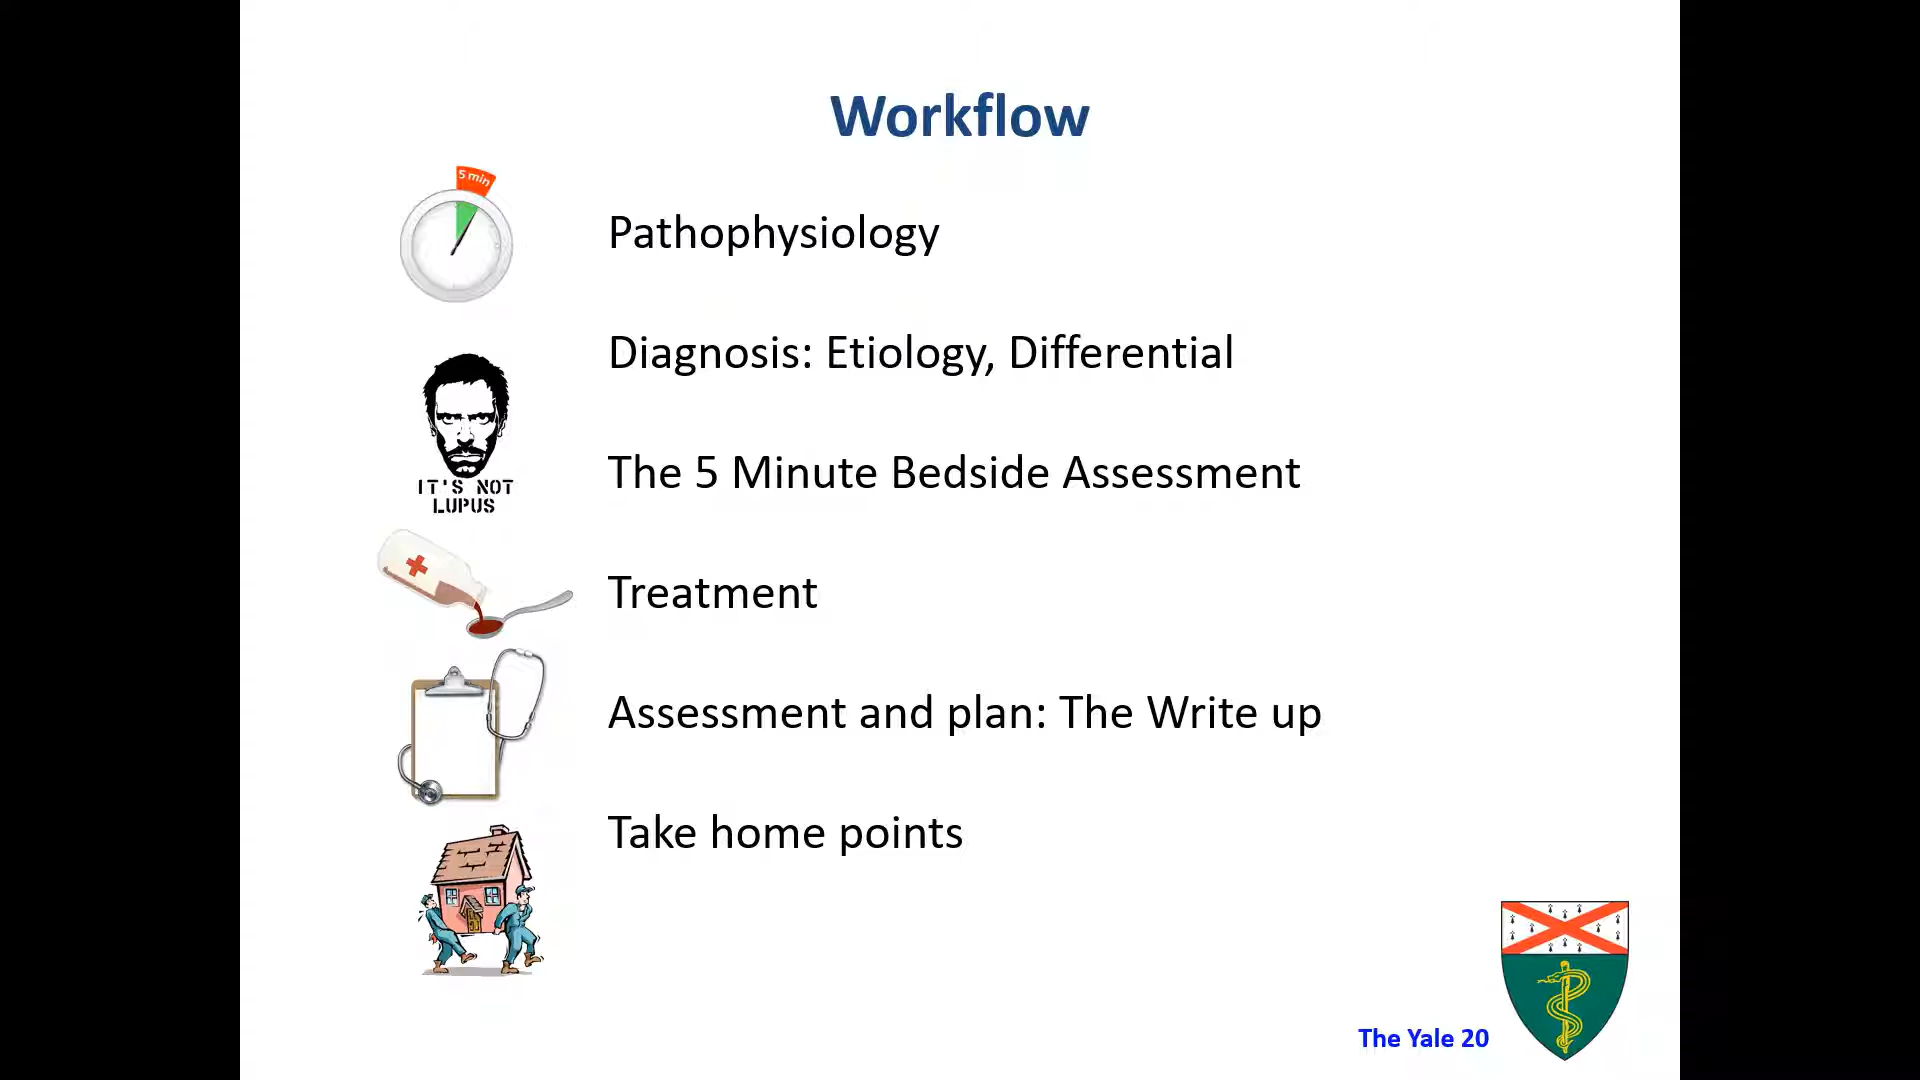 Workflow
5 min
Pathophysiology
Diagnosis: Etiology, Differential
IT'S NOT
LUPUS
The 5 Minute Bedside Assessment
Treatment
Assessment and plan: The Write up
Take home points
The Yale 20